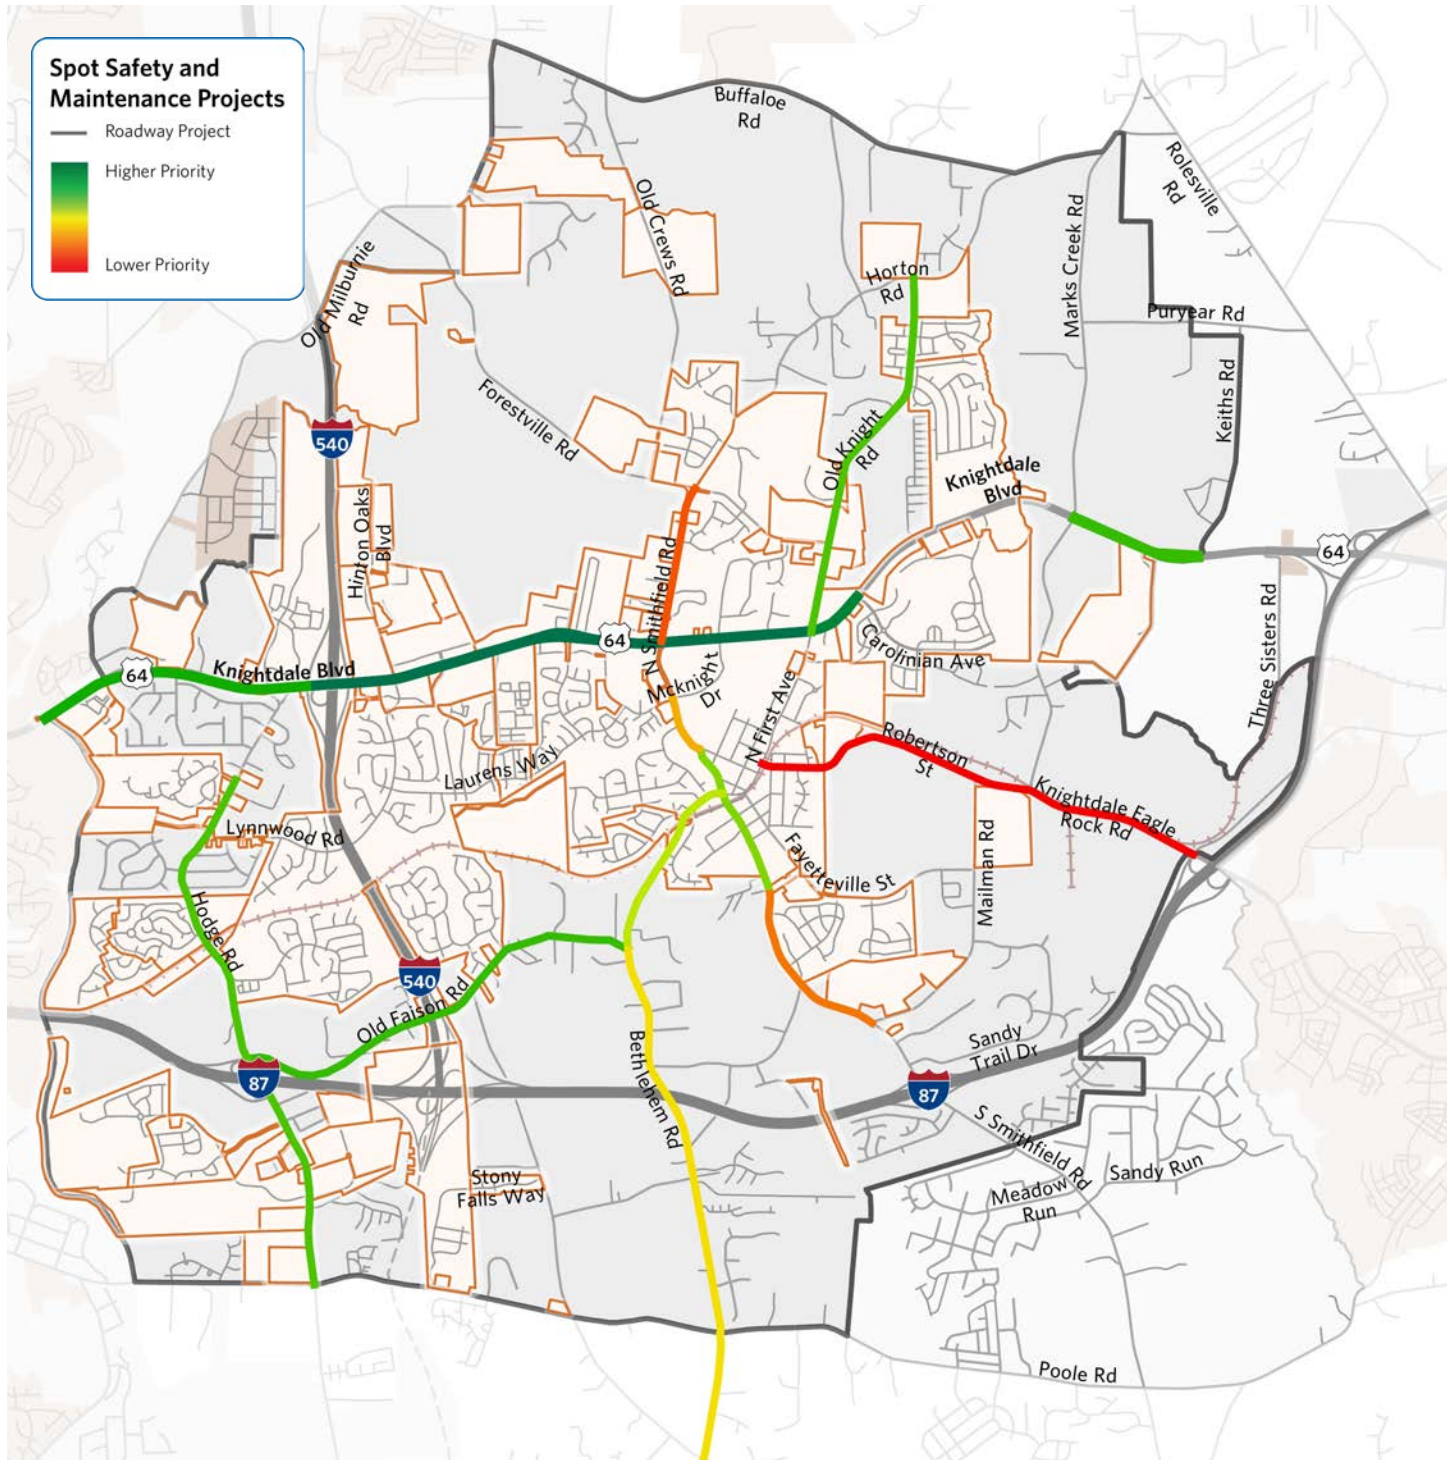 Spot Safety and
Maintenance Projects
Roadway Project
Higher Priority
Lower Priority
Buffaloe
Rd
Rolesville
Rd
Old Crews Rd
Marks Creek Rd
Old Milburnie
Rd
Horton
Rd
Puryear Rd
Keiths Rd
Forestville Rd
Old Knight
Rd
540
Knightdale
Blvd
Hinton Oaks
Blvd
64
N Smithfield Rd
64
Carolinian Ave
Three Sisters Rd
64
Knightdale Blvd
Mcknight
Dr
N First Ave
Laurens Way
Robertson
St
Knightdale Eagle
Rock Rd
Lynnwood Rd
Fayetteville St
Mailman Rd
Hodge Rd
540
Old Faison Rd
Bethlehem Rd
Sandy
Trail Dr
87
87
S Smithfield Rd
Sandy Run
Stony
Falls Way
Meadow
Run
Poole Rd